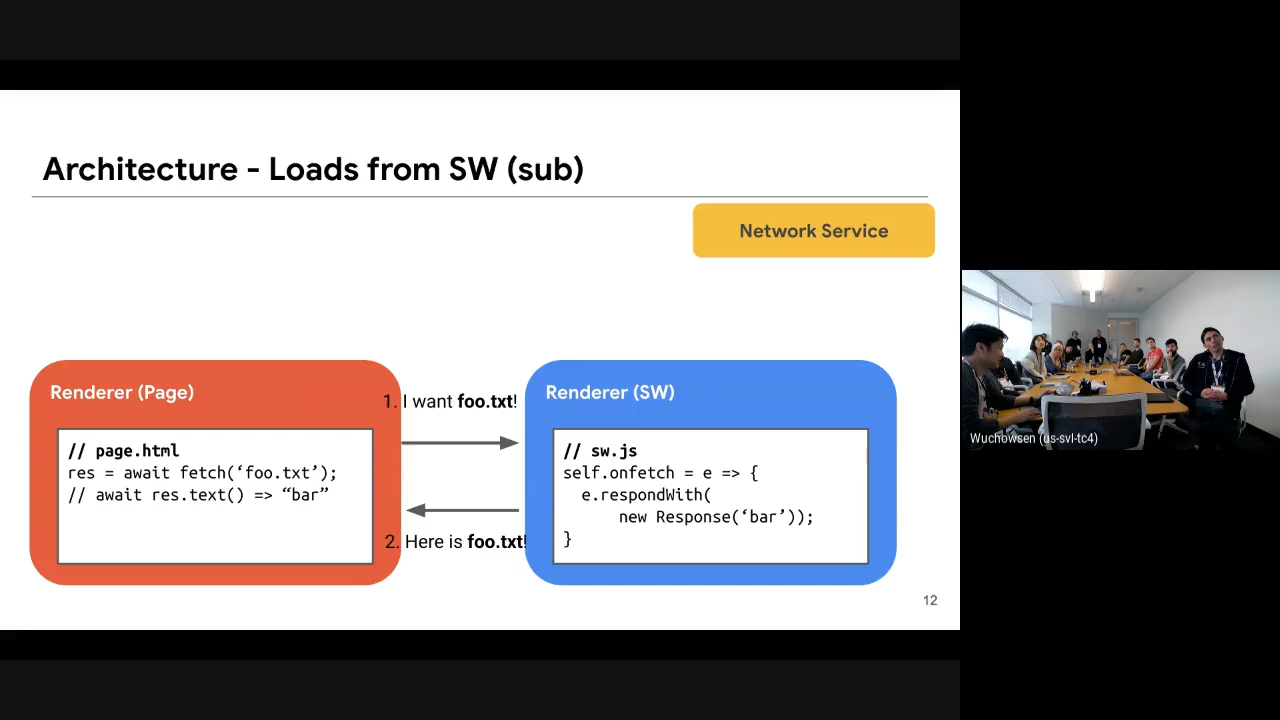 Architecture - Loads from SW (sub)
Network Service
Renderer (Page)
// page.html
res = await fetch(‘foo.txt’);
// await res.text() => “bar”
1. I want foo.txt!
2. Here is foo.txt!
Renderer (SW)
// sw.js
self.onfetch = e => {
e.respondWith(
new Response(‘bar’));
}
12
Wuchowsen (us-svl-tc4)